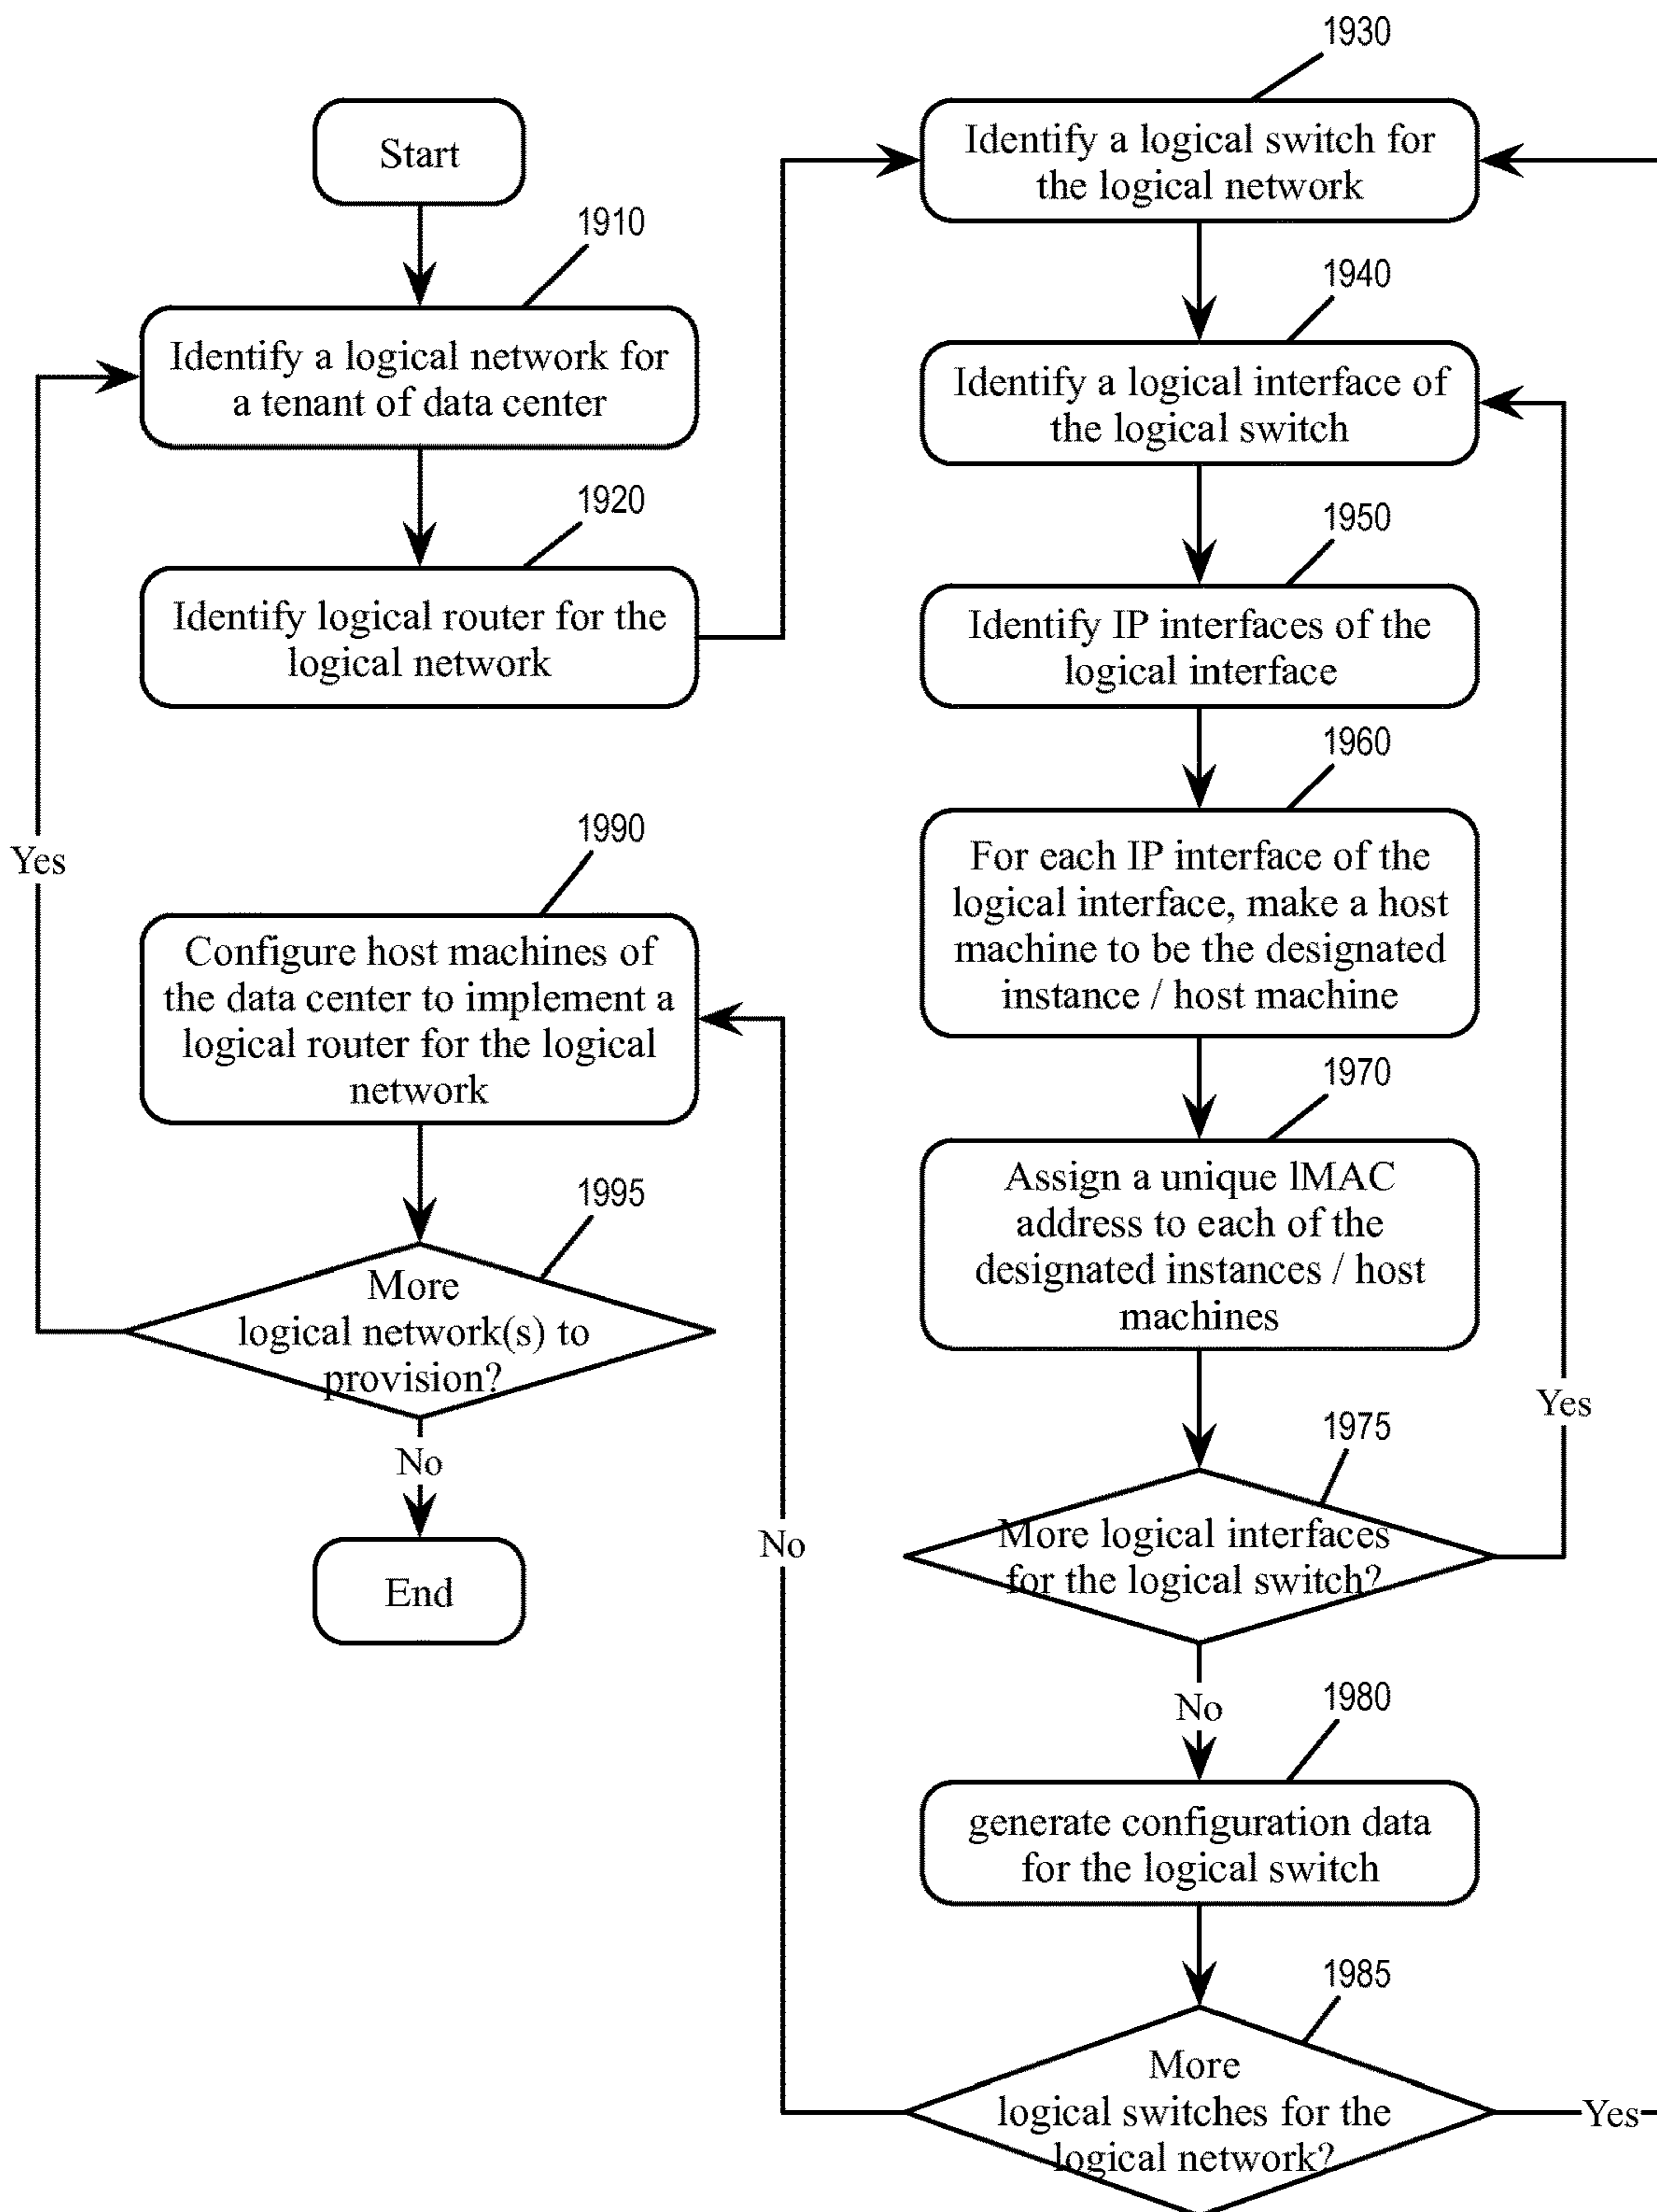 Start
1910
Identify a logical network for
a tenant of data center
1920
Identify logical router for the
logical network
1930
Identify a logical switch for
the logical network
1940
Identify a logical interface of
the logical switch
1950
Identify IP interfaces of the
logical interface
1960
For each IP interface of the
logical interface, make a host
machine to be the designated
instance / host machine
1970
Assign a unique lMAC
address to each of the
designated instances / host
machines
1975
More logical interfaces
for the logical switch?
Yes
No
1980
generate configuration data
for the logical switch
1985
More
logical switches for the
logical network?
Yes
No
1990
Configure host machines of
the data center to implement a
logical router for the logical
network
1995
More
logical network(s) to
provision?
Yes
No
End